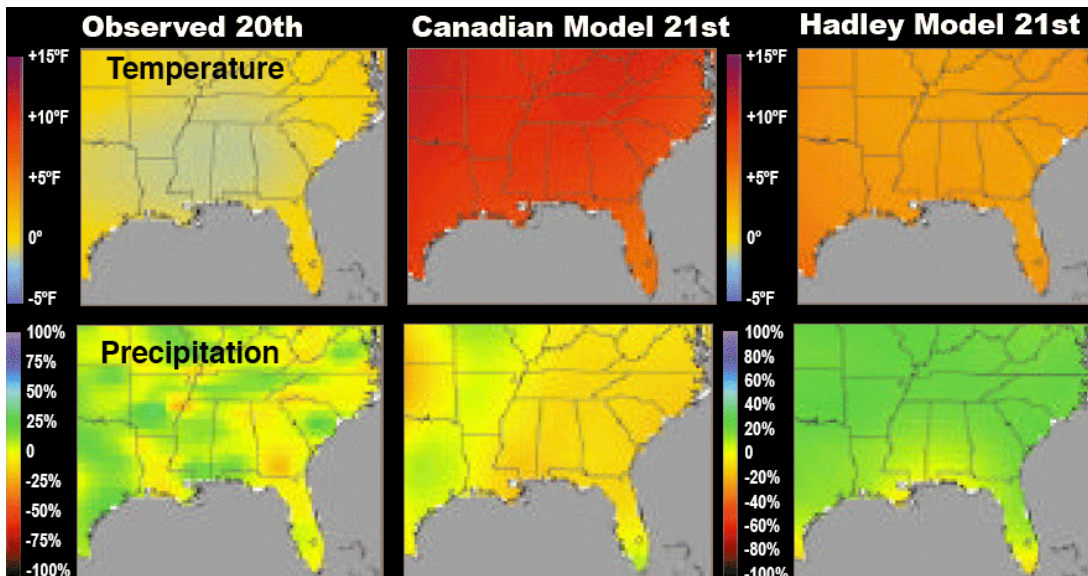 Observed 20th
Canadian Model 21st
Hadley Model 21st
Temperature
+15ºF
+10ºF
+5ºF
0º
-5ºF
+15ºF
+10ºF
+5ºF
0º
-5ºF
Precipitation
100%
75%
50%
25%
0
-25%
-50%
-75%
-100%
100%
80%
60%
40%
20%
0
-20%
-40%
-60%
-80%
-100%